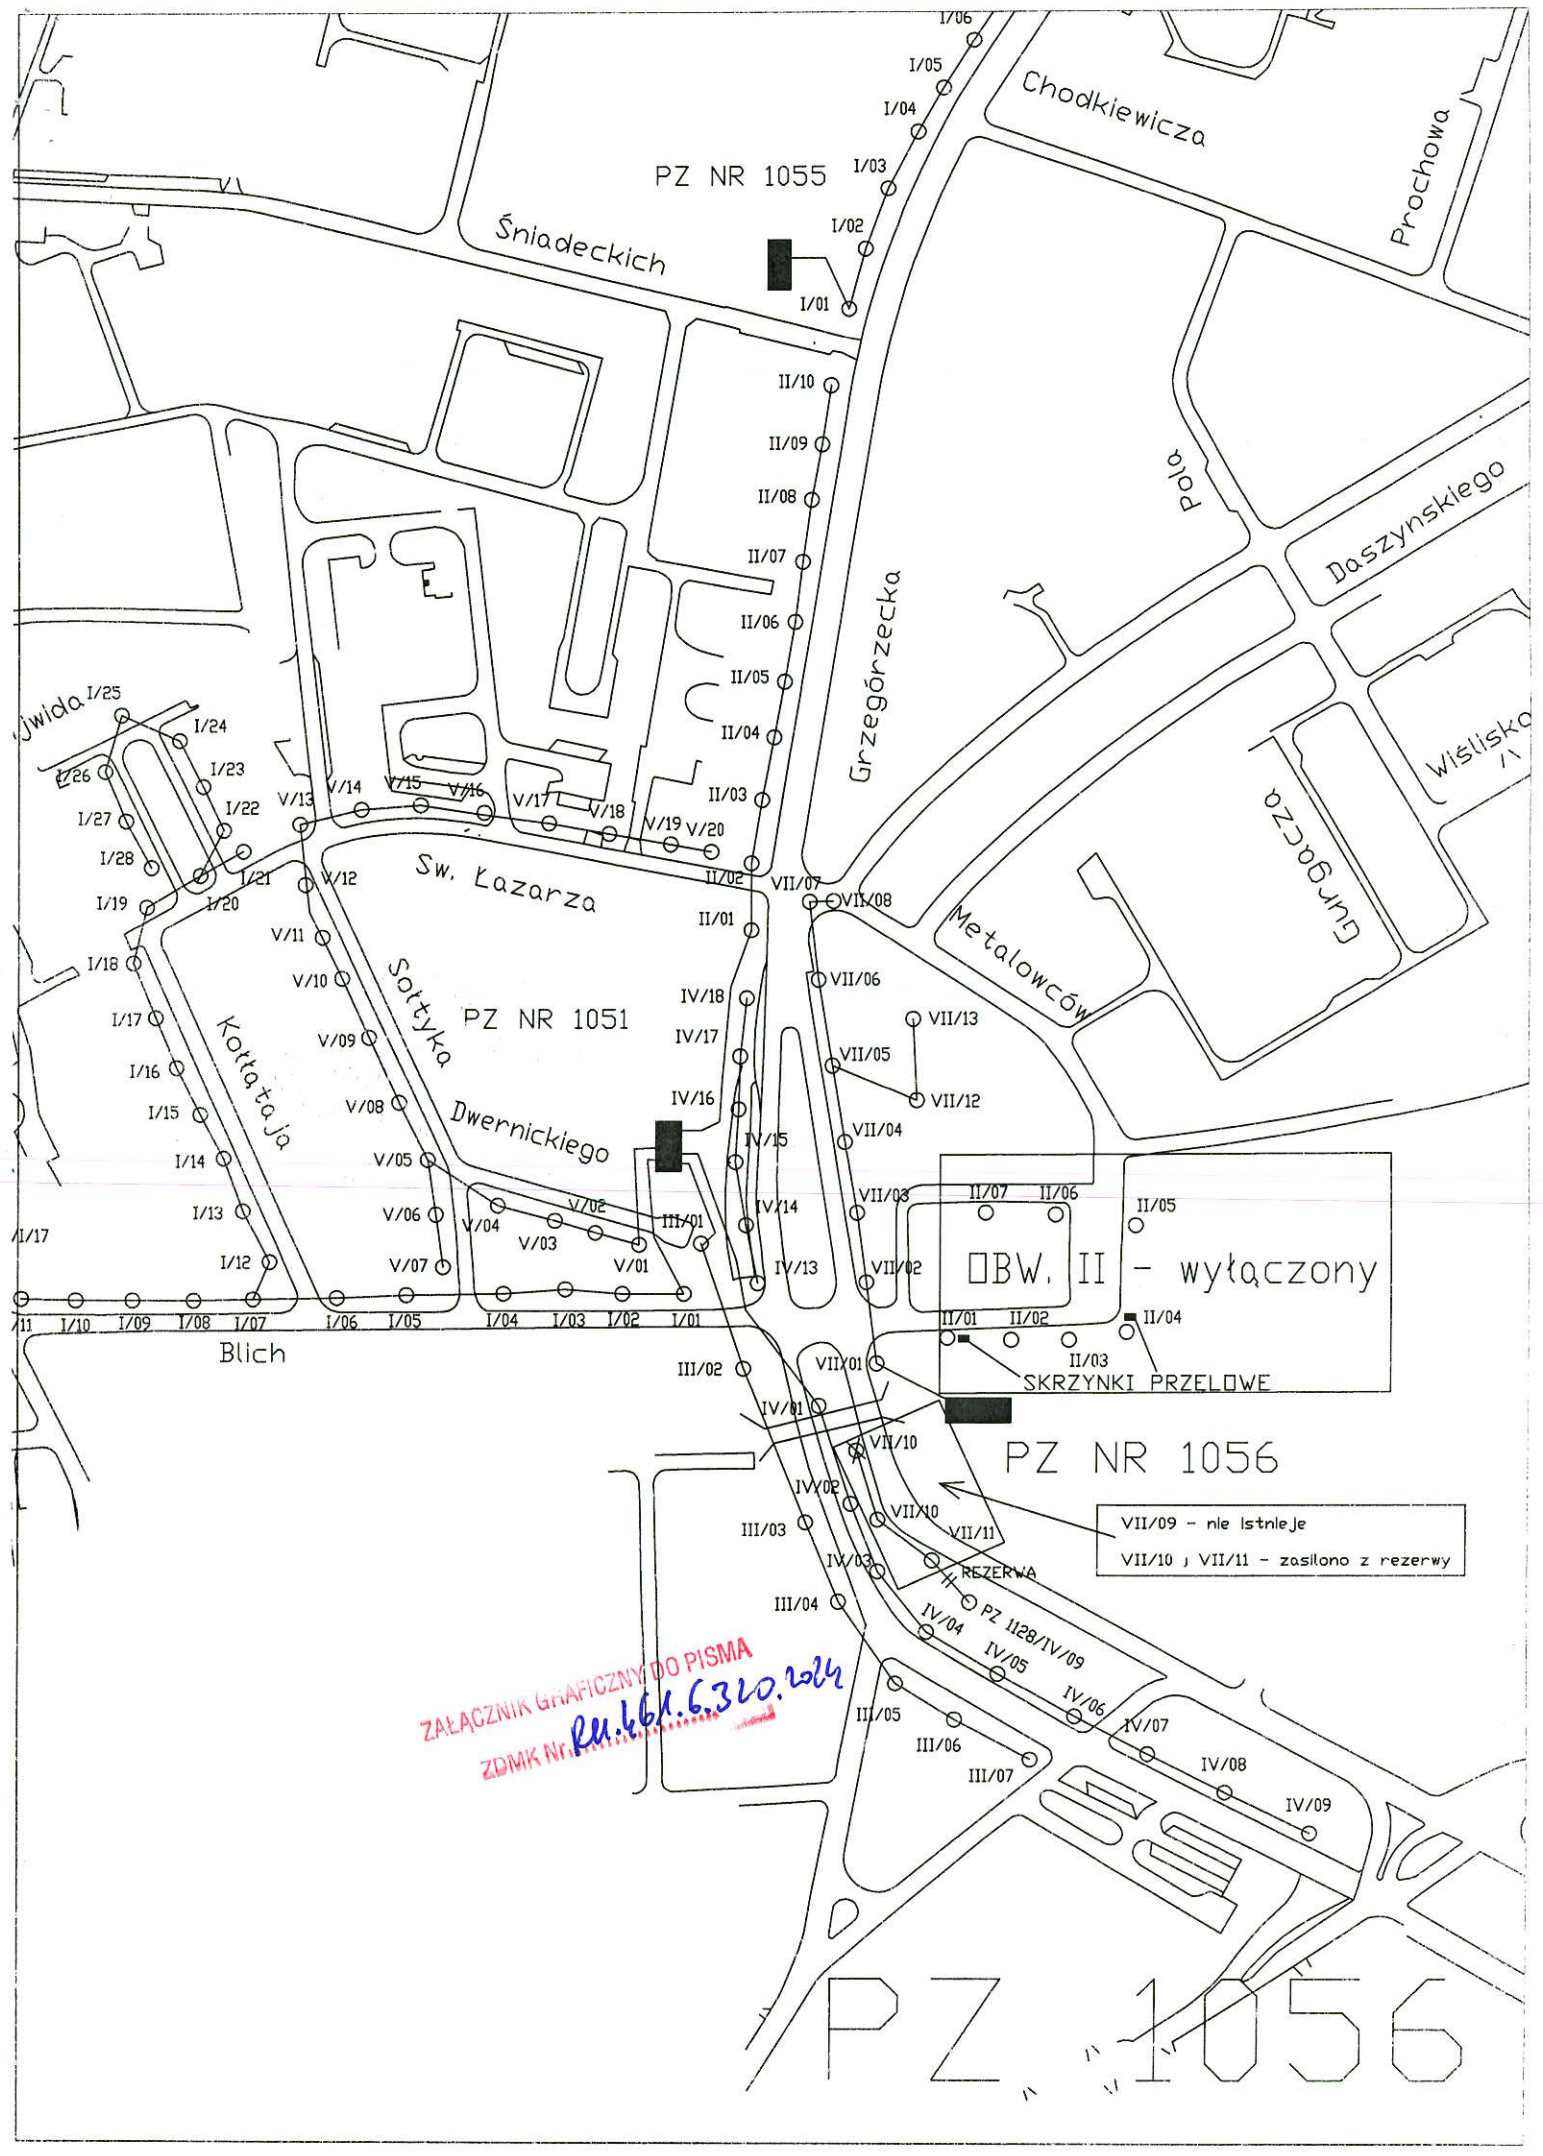 I/06
I/05
I/04
I/03
I/02
I/01
Chodkiewicza
Prochowa
PZ NR 1055
Śniadeckich
II/10
II/09
II/08
II/07
II/06
II/05
II/04
II/03
II/02
II/01
Pola
Daszynskiego
Grzegórzecka
Gurgacza
Metalowców
jwida
I/25
I/24
I/26
I/23
I/27
I/22
I/28
I/21
I/20
I/19
I/18
I/17
I/16
I/15
I/14
I/13
I/12
V/13
V/14
V/15
V/16
V/17
V/18
V/19
V/20
V/12
V/11
V/10
V/09
V/08
V/05
V/06
V/07
V/04
V/03
V/02
V/01
Sw. Łazarza
Sołtyka
Kołłątaja
PZ NR 1051
Dwernickiego
VII/07
VII/08
VII/06
VII/13
VII/05
VII/12
VII/04
VII/03
VII/02
VII/01
IV/18
IV/17
IV/16
IV/15
IV/14
IV/13
III/01
/I/17
/11
I/10
I/09
I/08
I/07
I/06
I/05
I/04
I/03
I/02
I/01
Blich
II/07
II/06
II/05
OBW. II - wyłączony
II/01
II/02
II/03
II/04
SKRZYNKI PRZELOWE
PZ NR 1056
III/02
IV/01
VII/10
IV/02
VII/10
III/03
VII/11
IV/03
REZERWA
VII/09 - nie istnieje
VII/10 ; VII/11 - zasilono z rezerwy
III/04
IV/04
PZ 1128/IV/09
IV/05
IV/06
III/05
III/06
III/07
IV/07
IV/08
IV/09
ZAŁĄCZNIK GRAFICZNY DO PISMA
ZDMK Nr RU.461.6.320.2024
PZ 1056